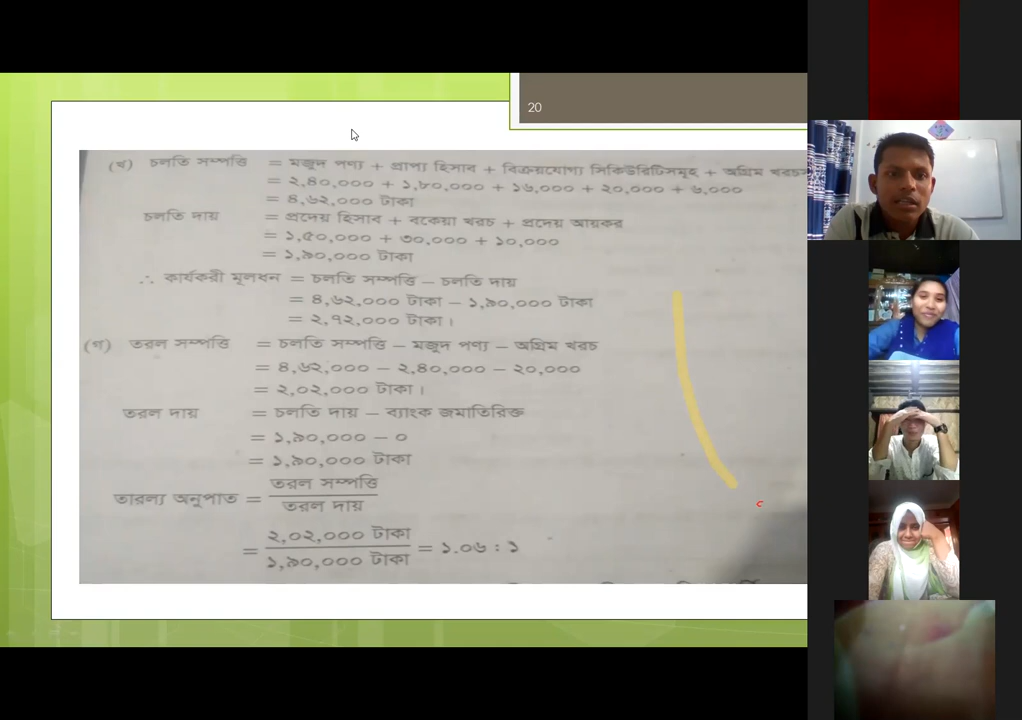 20
(খ) চলতি সম্পত্তি = মজুদ পণ্য + প্রাপ্য হিসাব + বিক্রয়যোগ্য সিকিউরিটিসমূহ + অগ্রিম খরচ
= ২,৪০,০০০ + ১,৮০,০০০ + ১৬,০০০ + ২০,০০০ + ৬,০০০
= ৪,৬২,০০০ টাকা
চলতি দায় = প্রদেয় হিসাব + বকেয়া খরচ + প্রদেয় আয়কর
= ১,৫০,০০০ + ৩০,০০০ + ১০,০০০
= ১,৯০,০০০ টাকা
∴ কার্যকরী মূলধন = চলতি সম্পত্তি – চলতি দায়
= ৪,৬২,০০০ টাকা – ১,৯০,০০০ টাকা
= ২,৭২,০০০ টাকা।
(গ) তরল সম্পত্তি = চলতি সম্পত্তি – মজুদ পণ্য – অগ্রিম খরচ
= ৪,৬২,০০০ – ২,৪০,০০০ – ২০,০০০
= ২,০২,০০০ টাকা।
তরল দায় = চলতি দায় – ব্যাংক জমাতিরিক্ত
= ১,৯০,০০০ – ০
= ১,৯০,০০০ টাকা
তারল্য অনুপাত = তরল সম্পত্তি
তরল দায়
= ২,০২,০০০ টাকা
১,৯০,০০০ টাকা = ১.০৬ : ১